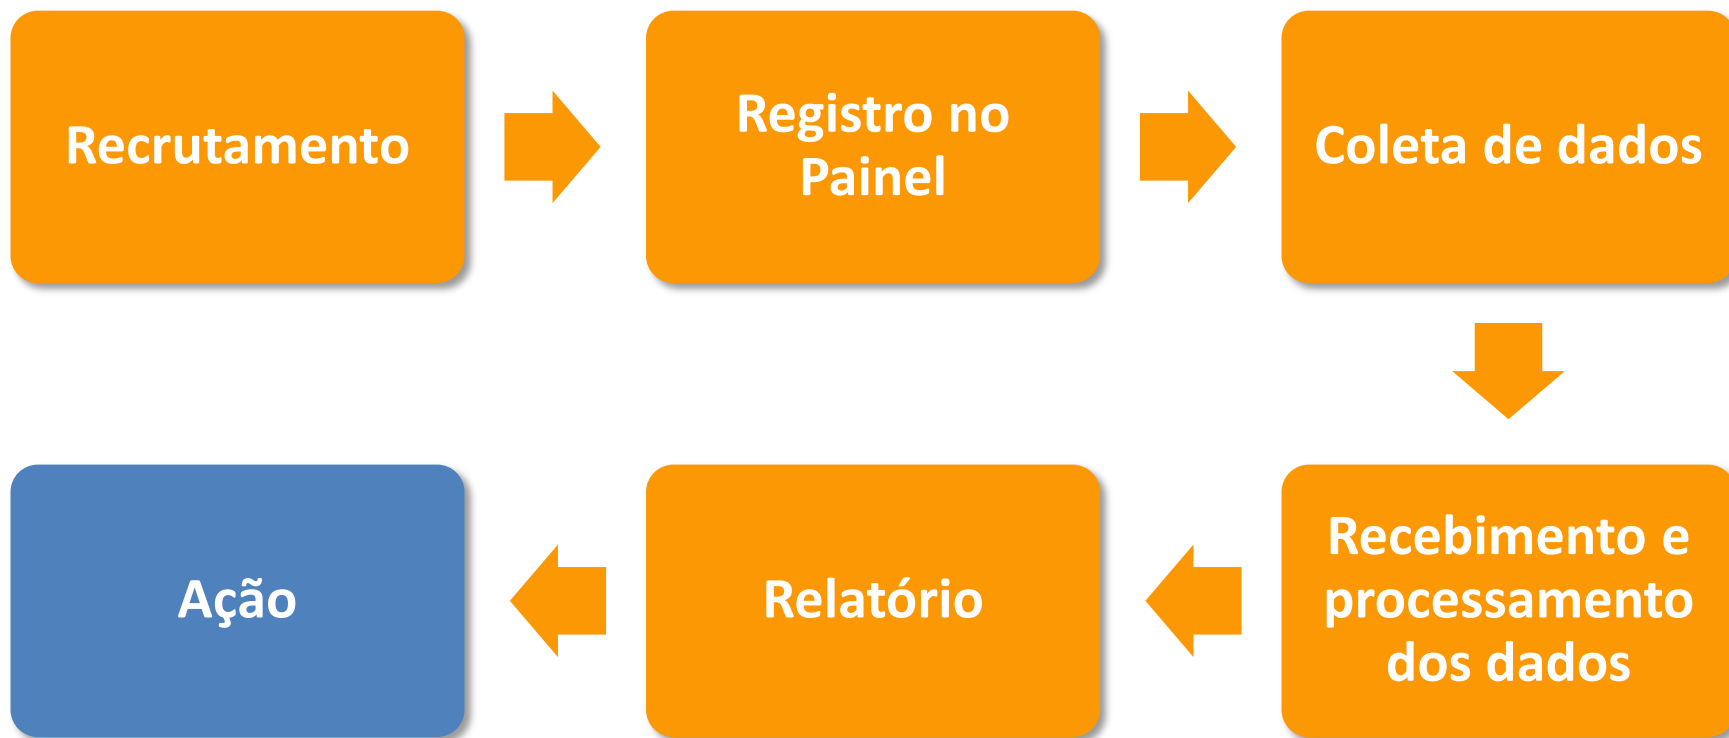 Recrutamento
Registro no
Painel
Coleta de dados
Recebimento e
processamento
dos dados
Relatório
Ação